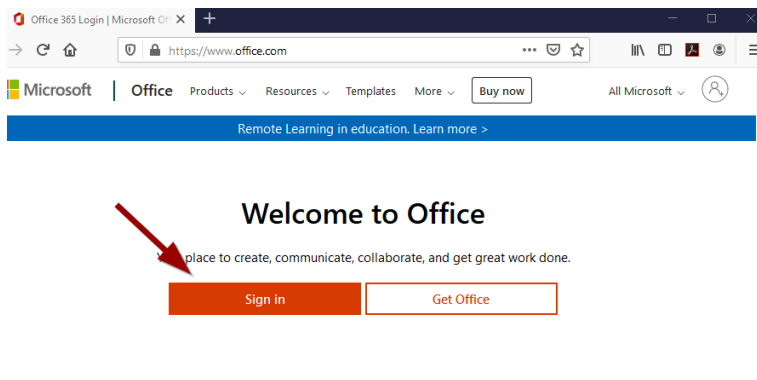 Office 365 Login | Microsoft Of
https://www.office.com
Microsoft | Office Products Resources Templates More Buy now All Microsoft
Remote Learning in education. Learn more >
Welcome to Office
place to create, communicate, collaborate, and get great work done.
Sign in Get Office